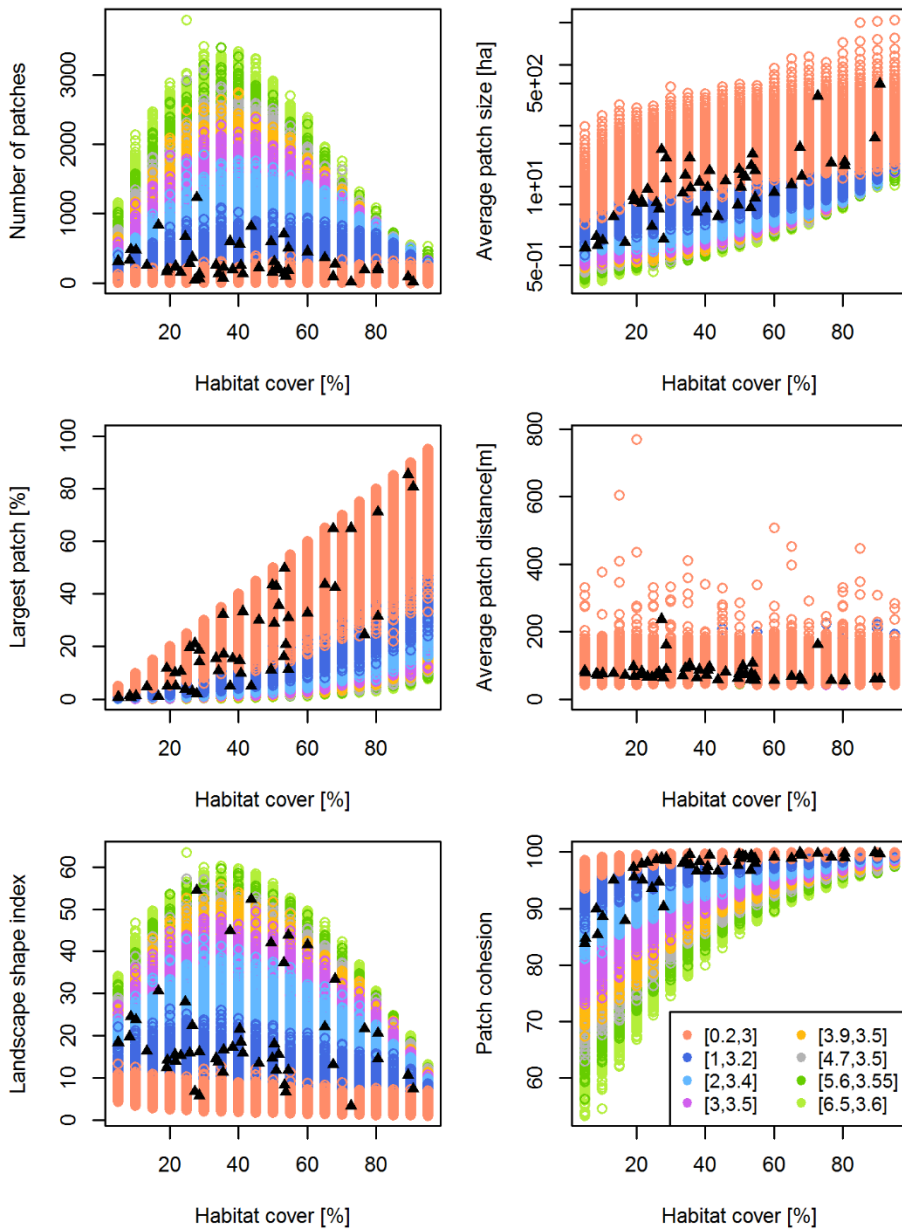 Number of patches
3000
2000
1000
0
20 40 60 80
Habitat cover [%]
Average patch size [ha]
5e+02
1e+01
5e-01
20 40 60 80
Habitat cover [%]
Largest patch [%]
100
80
60
40
20
0
20 40 60 80
Habitat cover [%]
Average patch distance[m]
800
600
400
200
0
20 40 60 80
Habitat cover [%]
Landscape shape index
60
50
40
30
20
10
0
20 40 60 80
Habitat cover [%]
Patch cohesion
100
90
80
70
60
[0.2,3] [3.9,3.5]
[1,3.2] [4.7,3.5]
[2,3.4] [5.6,3.55]
[3,3.5] [6.5,3.6]
20 40 60 80
Habitat cover [%]